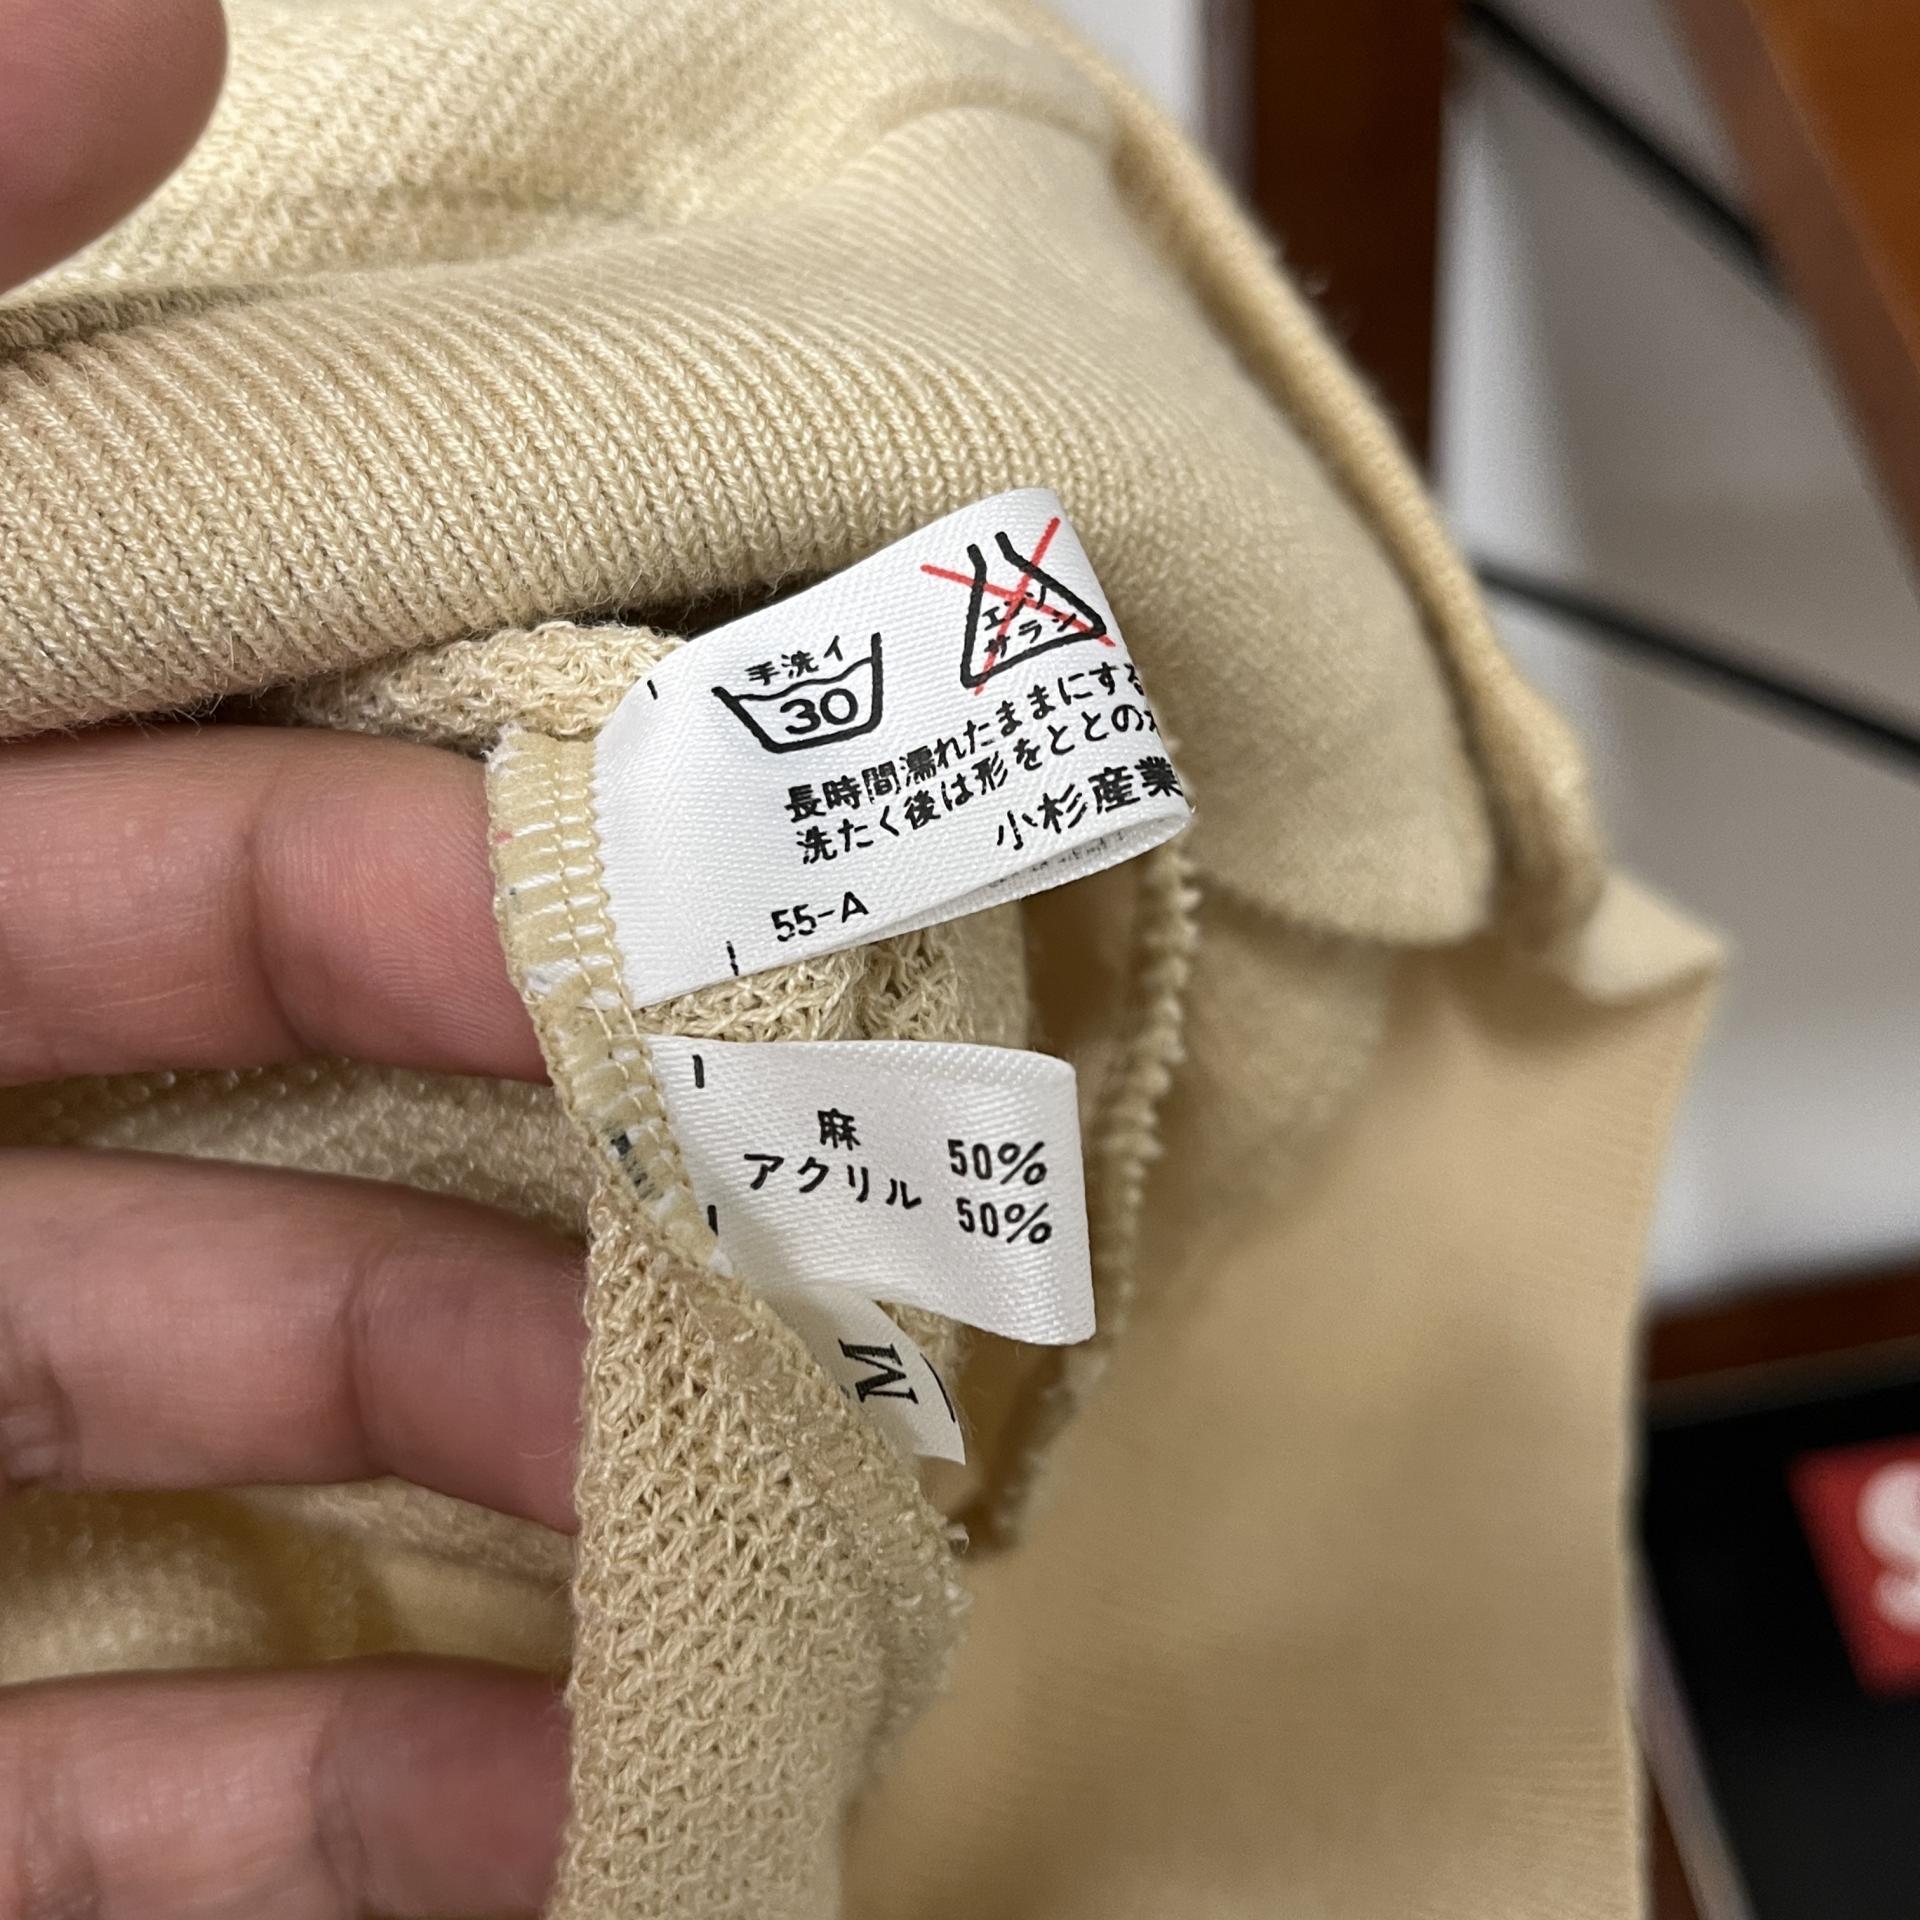 手洗イ
30
エンソ
サラシ
長時間濡れたままにする
洗たく後は形をととのえ
小杉産業
55-A
麻 50%
アクリル 50%
M